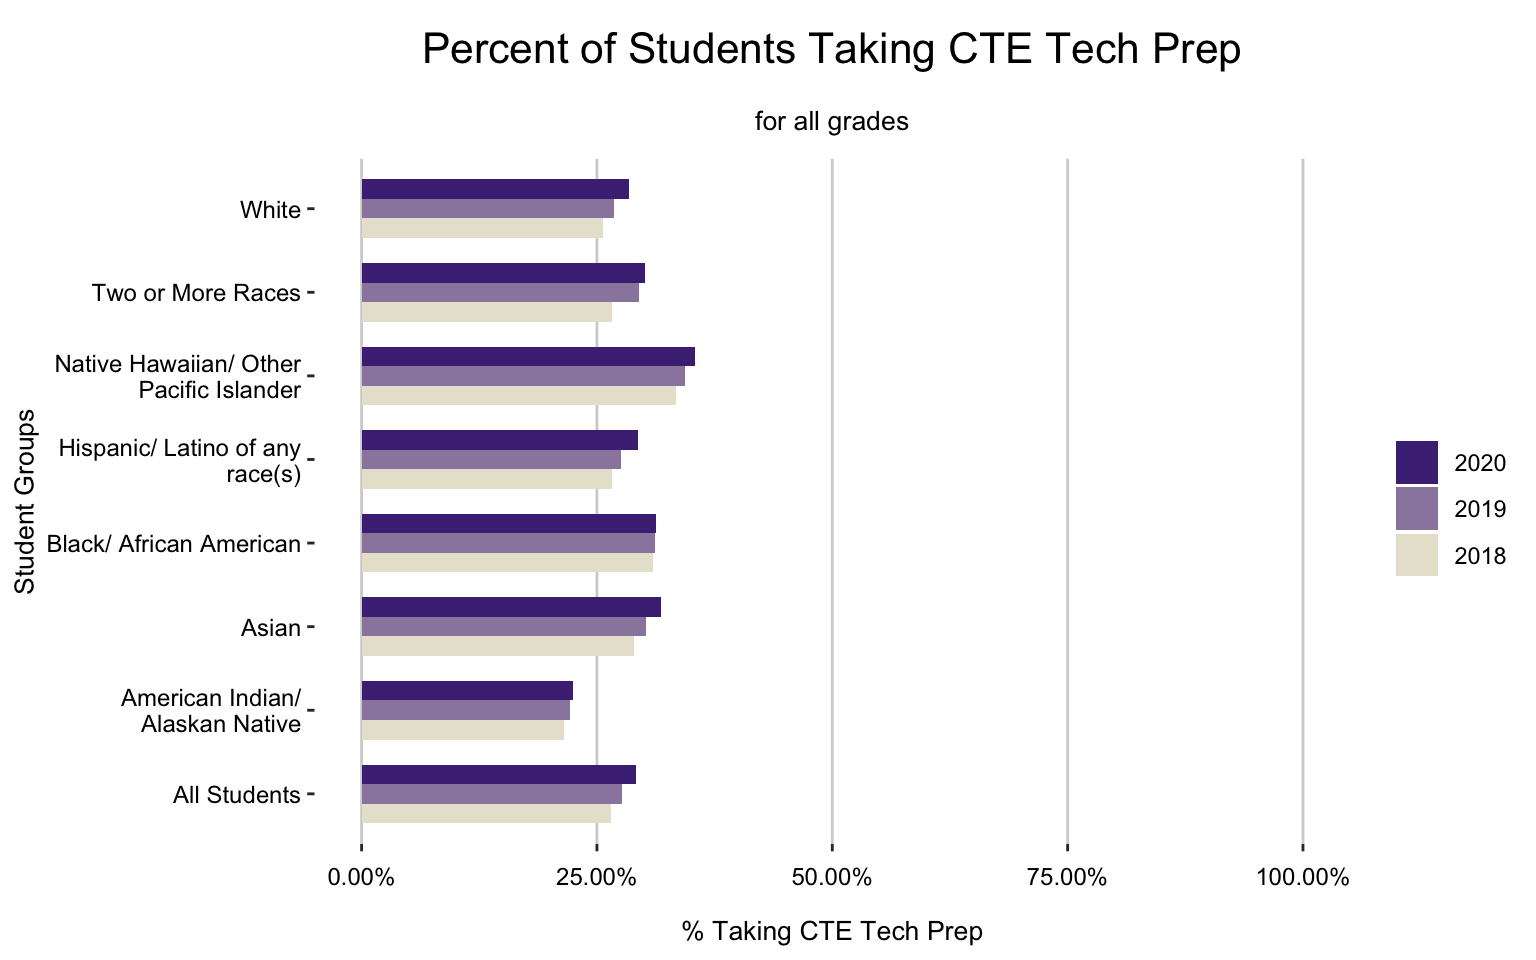 Percent of Students Taking CTE Tech Prep
for all grades
Student Groups
White
Two or More Races
Native Hawaiian/ Other
Pacific Islander
Hispanic/ Latino of any
race(s)
Black/ African American
Asian
American Indian/
Alaskan Native
All Students
2020
2019
2018
0.00% 25.00% 50.00% 75.00% 100.00%
% Taking CTE Tech Prep